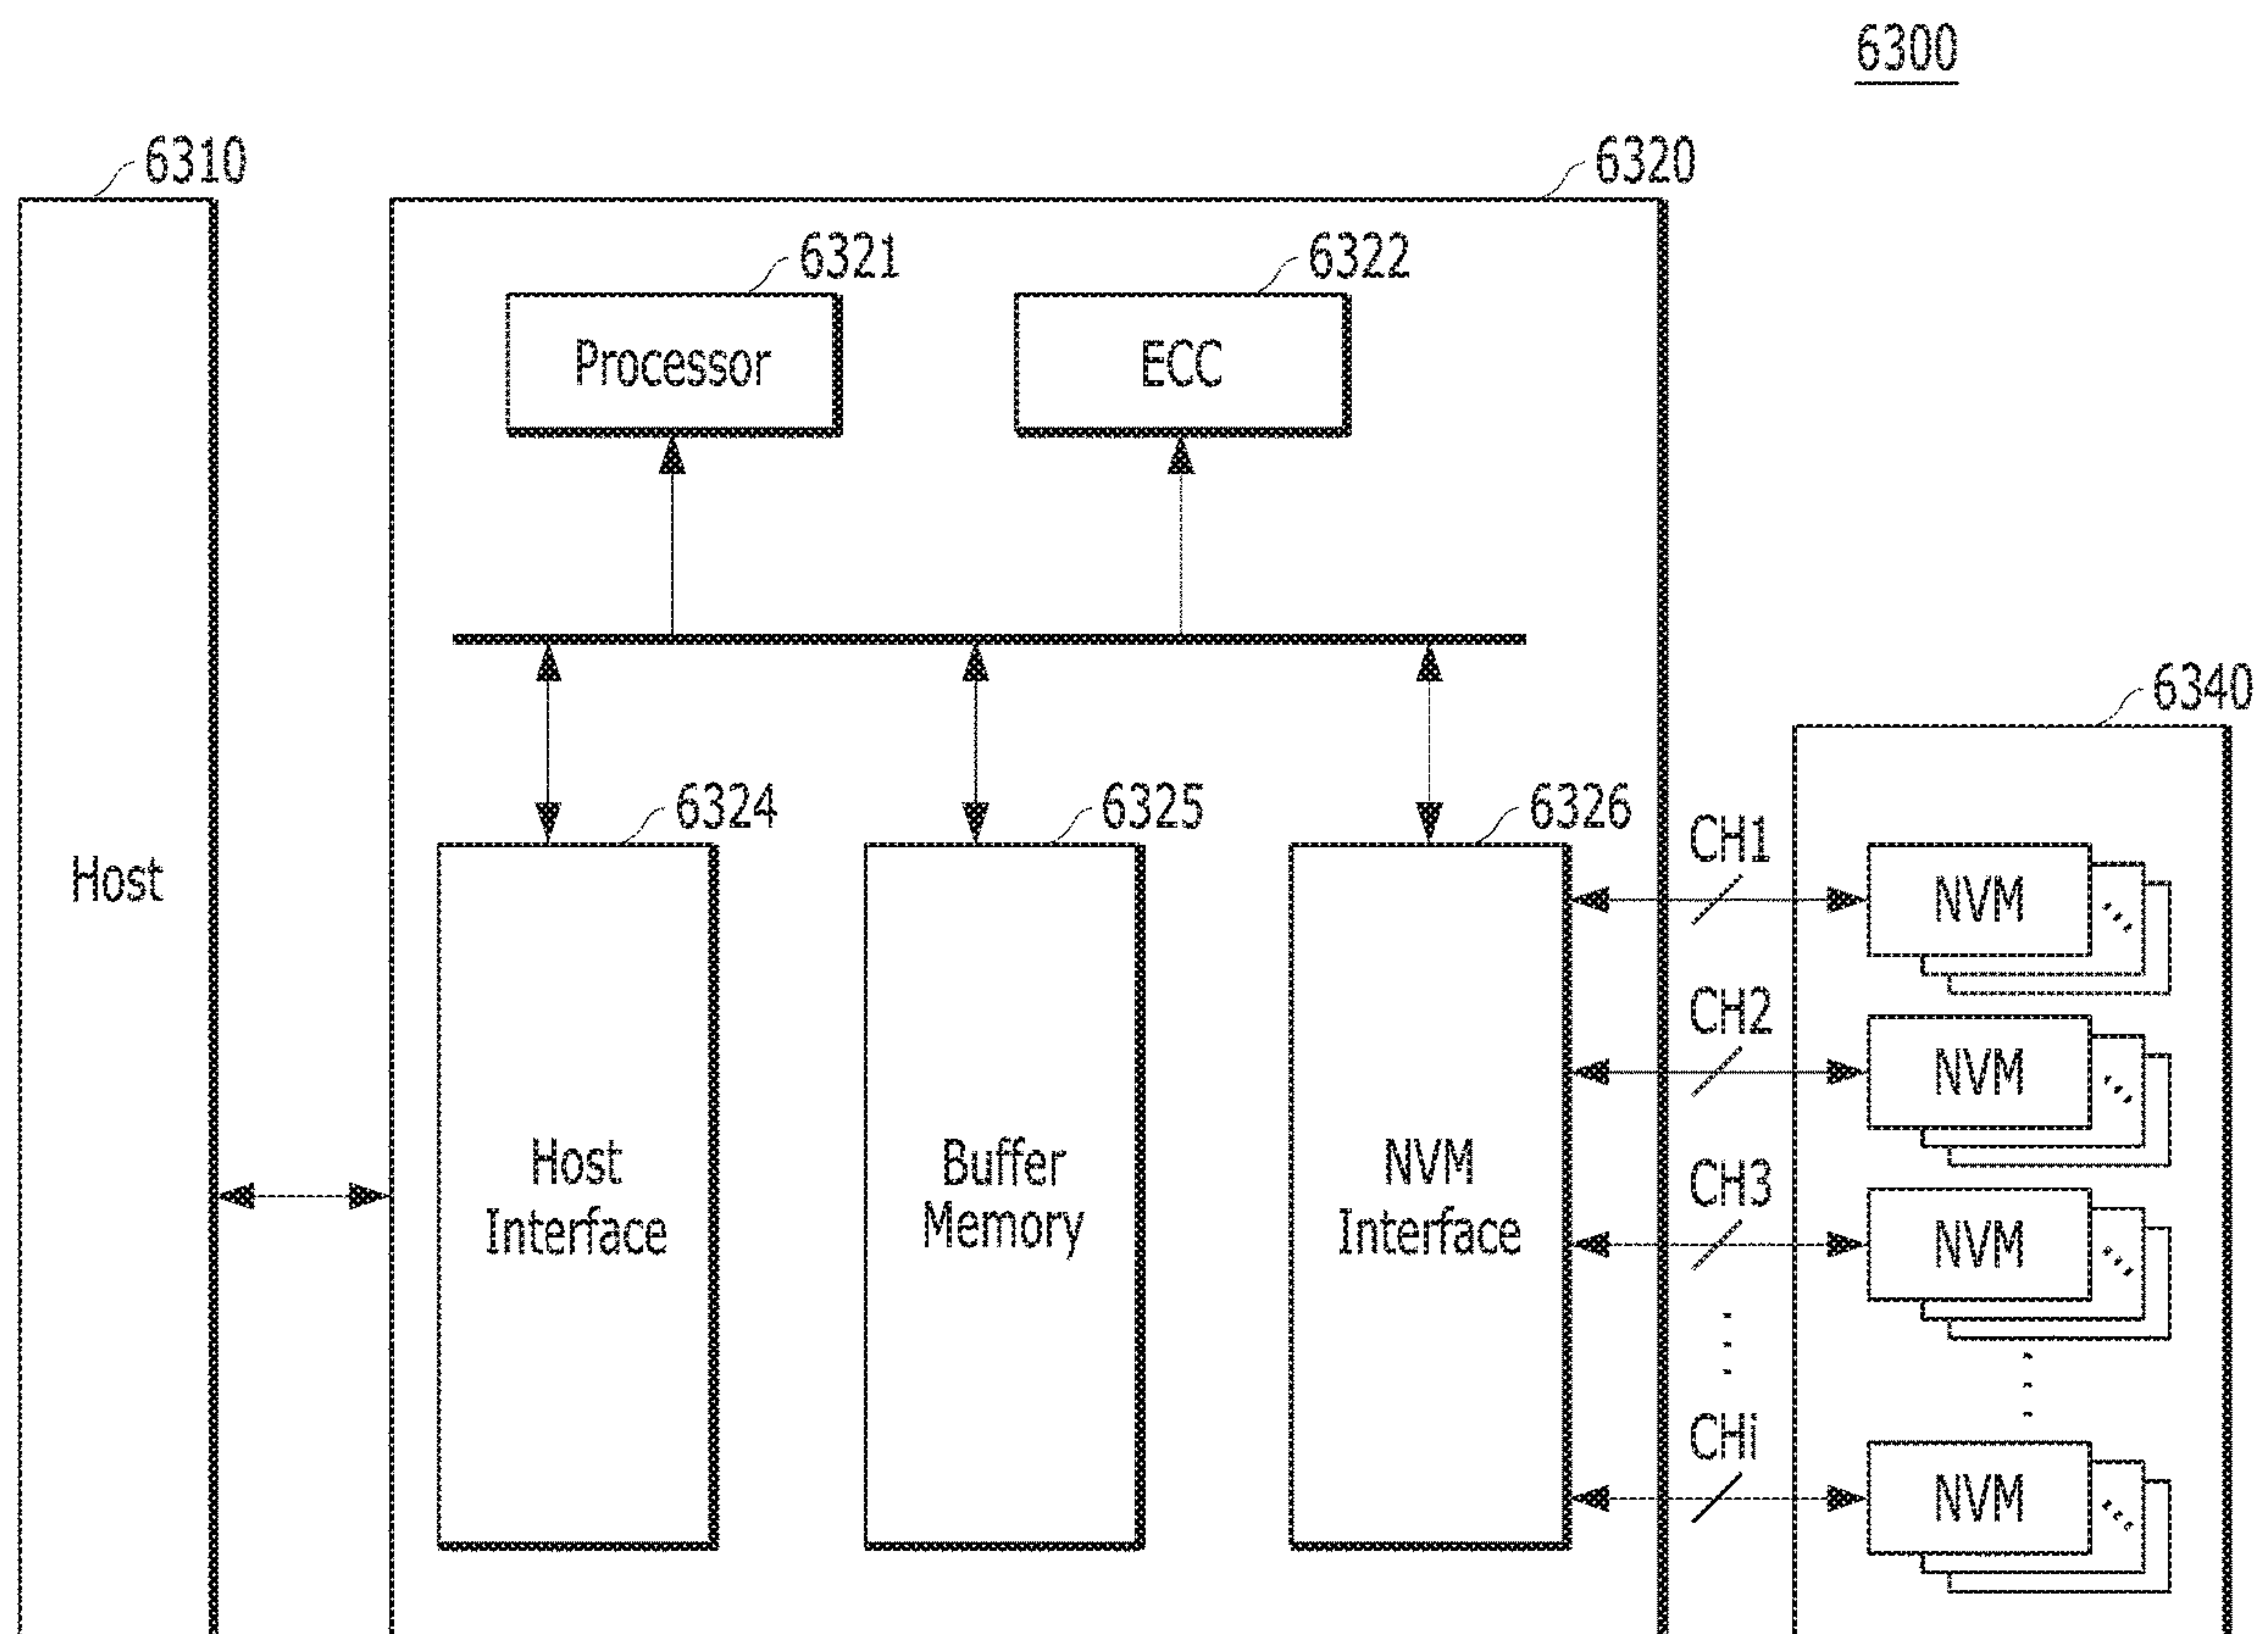 6300
6310
6320
6321
6322
Processor
ECC
6340
6324
6325
6326
CH1
Host
NVM
CH2
NVM
Host
Interface
Buffer
Memory
NVM
Interface
CH3
NVM
CHi
NVM